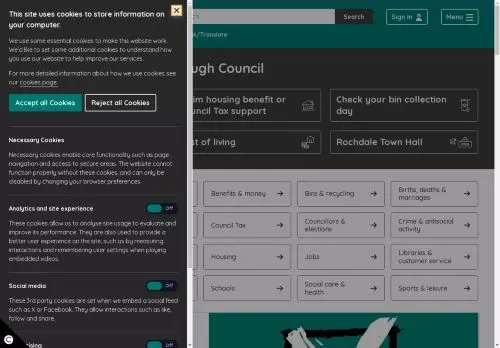 This site uses cookies to store information on
your computer.
We use some essential cookies to make this website work.
We'd like to set some additional cookies to understand how
you use our website to help improve our services.
For more detailed information about how we use cookies see
our cookies page.
Accept all Cookies
Reject all Cookies
Necessary Cookies
Necessary cookies enable core functionality such as page
navigation and access to secure areas. The website cannot
function properly without these cookies, and can only be
disabled by changing your browser preferences.
Analytics and site experience
Off
These cookies allow us to analyse site usage to evaluate and
improve its performance. They are also used to provide a
better user experience on the site, such as by measuring
interactions and remembering user settings when playing
embedded videos.
Social media
Off
These 3rd party cookies are set when we embed a social feed
such as X or Facebook. They allow interactions such as like,
follow and share.
Off
Search
Sign in
Menu
/Translate
ugh Council
im housing benefit or
uncil Tax support
Check your bin collection
day
st of living
Rochdale Town Hall
Benefits & money
Bins & recycling
Births, deaths &
marriages
Council Tax
Councillors &
elections
Crime & antisocial
activity
Housing
Jobs
Libraries &
customer service
Schools
Social care &
health
Sports & leisure